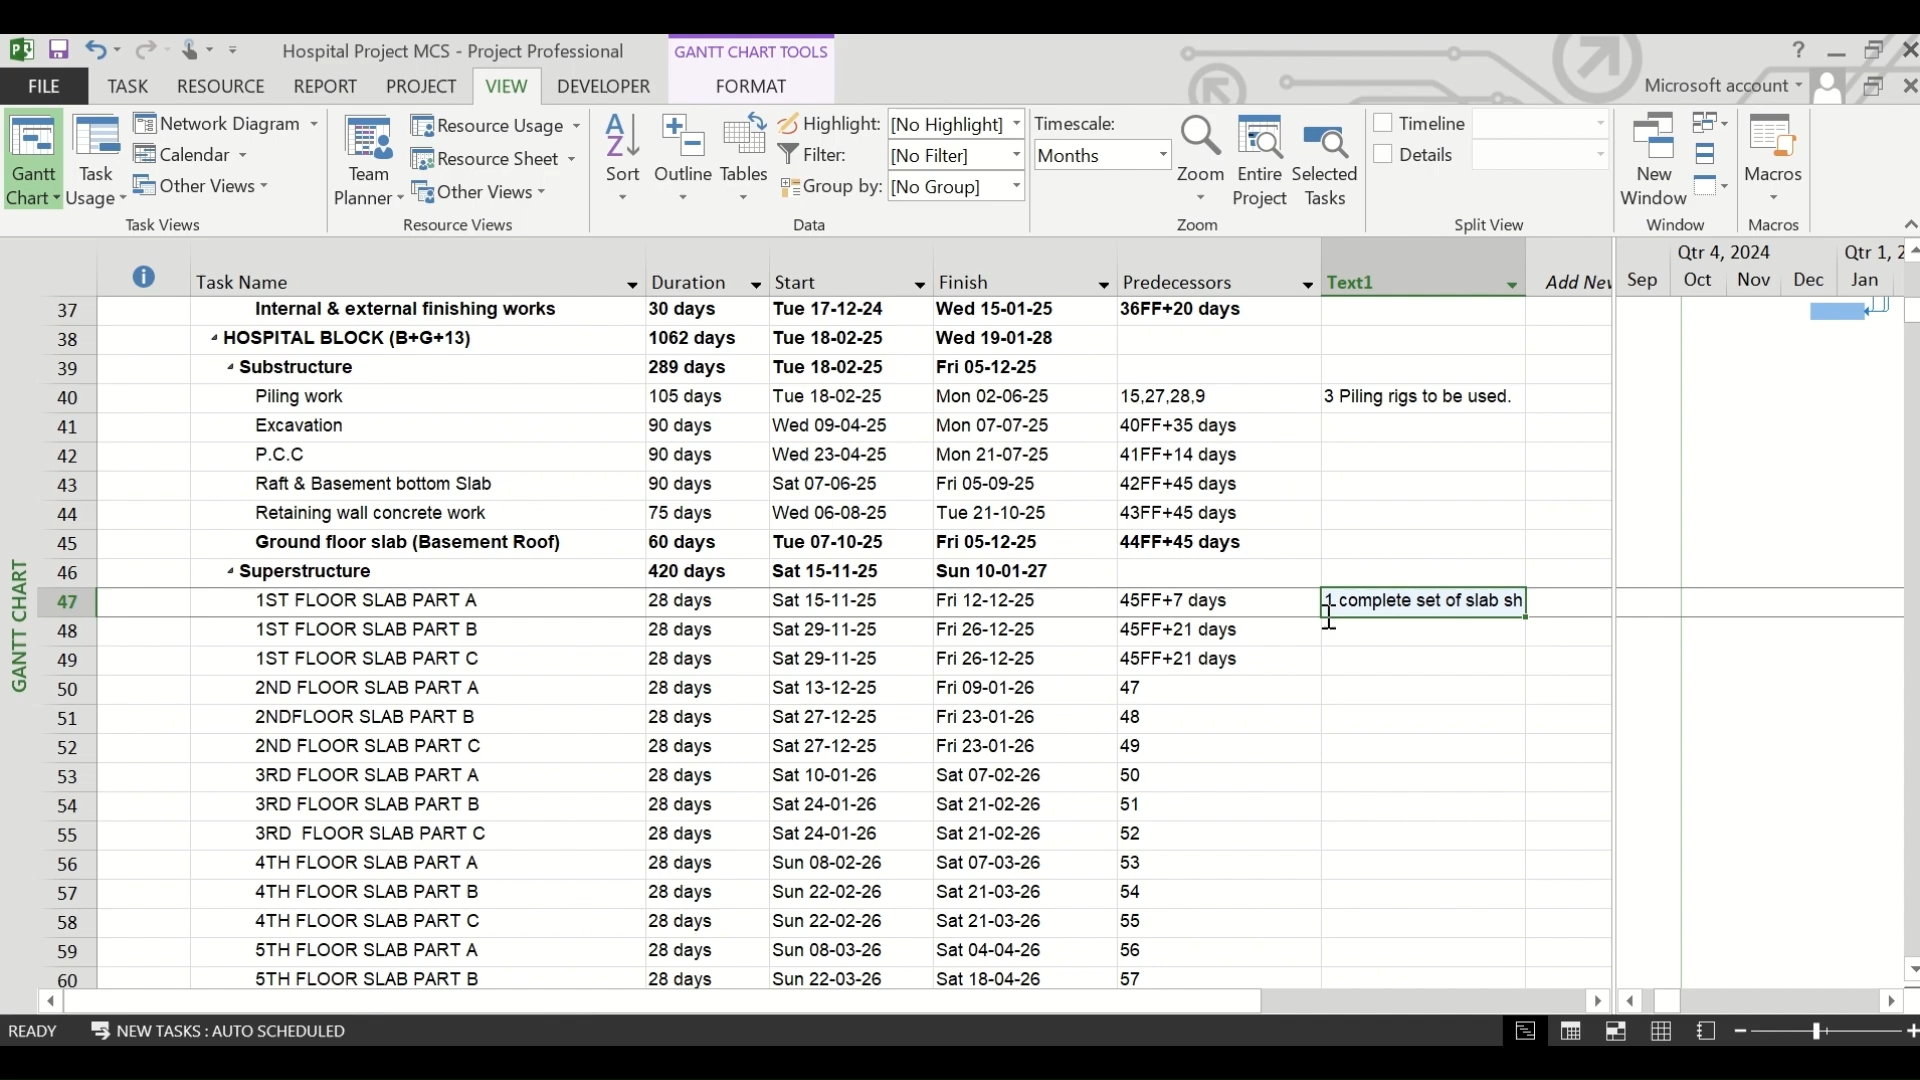 Hospital Project MCS - Project Professional
GANTT CHART TOOLS
?
FILE TASK RESOURCE REPORT PROJECT VIEW DEVELOPER FORMAT
Microsoft account
Gantt Chart
Task Usage
Network Diagram
Calendar
Other Views
Task Views
Team Planner
Resource Usage
Resource Sheet
Other Views
Resource Views
Sort
Outline
Tables
Highlight: [No Highlight]
Filter: [No Filter]
Group by: [No Group]
Data
Timescale:
Months
Zoom
Entire Project
Selected Tasks
Zoom
Timeline
Details
Split View
New Window
Window
Macros
Macros
Task Name Duration Start Finish Predecessors Text1 Add New
Qtr 4, 2024 Qtr 1, 2
Sep Oct Nov Dec Jan
37 Internal & external finishing works 30 days Tue 17-12-24 Wed 15-01-25 36FF+20 days
38 HOSPITAL BLOCK (B+G+13) 1062 days Tue 18-02-25 Wed 19-01-28
39 Substructure 289 days Tue 18-02-25 Fri 05-12-25
40 Piling work 105 days Tue 18-02-25 Mon 02-06-25 15,27,28,9 3 Piling rigs to be used.
41 Excavation 90 days Wed 09-04-25 Mon 07-07-25 40FF+35 days
42 P.C.C 90 days Wed 23-04-25 Mon 21-07-25 41FF+14 days
43 Raft & Basement bottom Slab 90 days Sat 07-06-25 Fri 05-09-25 42FF+45 days
44 Retaining wall concrete work 75 days Wed 06-08-25 Tue 21-10-25 43FF+45 days
45 Ground floor slab (Basement Roof) 60 days Tue 07-10-25 Fri 05-12-25 44FF+45 days
46 Superstructure 420 days Sat 15-11-25 Sun 10-01-27
47 1ST FLOOR SLAB PART A 28 days Sat 15-11-25 Fri 12-12-25 45FF+7 days 1 complete set of slab sh
48 1ST FLOOR SLAB PART B 28 days Sat 29-11-25 Fri 26-12-25 45FF+21 days
49 1ST FLOOR SLAB PART C 28 days Sat 29-11-25 Fri 26-12-25 45FF+21 days
50 2ND FLOOR SLAB PART A 28 days Sat 13-12-25 Fri 09-01-26 47
51 2NDFLOOR SLAB PART B 28 days Sat 27-12-25 Fri 23-01-26 48
52 2ND FLOOR SLAB PART C 28 days Sat 27-12-25 Fri 23-01-26 49
53 3RD FLOOR SLAB PART A 28 days Sat 10-01-26 Sat 07-02-26 50
54 3RD FLOOR SLAB PART B 28 days Sat 24-01-26 Sat 21-02-26 51
55 3RD FLOOR SLAB PART C 28 days Sat 24-01-26 Sat 21-02-26 52
56 4TH FLOOR SLAB PART A 28 days Sun 08-02-26 Sat 07-03-26 53
57 4TH FLOOR SLAB PART B 28 days Sun 22-02-26 Sat 21-03-26 54
58 4TH FLOOR SLAB PART C 28 days Sun 22-02-26 Sat 21-03-26 55
59 5TH FLOOR SLAB PART A 28 days Sun 08-03-26 Sat 04-04-26 56
60 5TH FLOOR SLAB PART B 28 days Sun 22-03-26 Sat 18-04-26 57
GANTT CHART
READY NEW TASKS : AUTO SCHEDULED